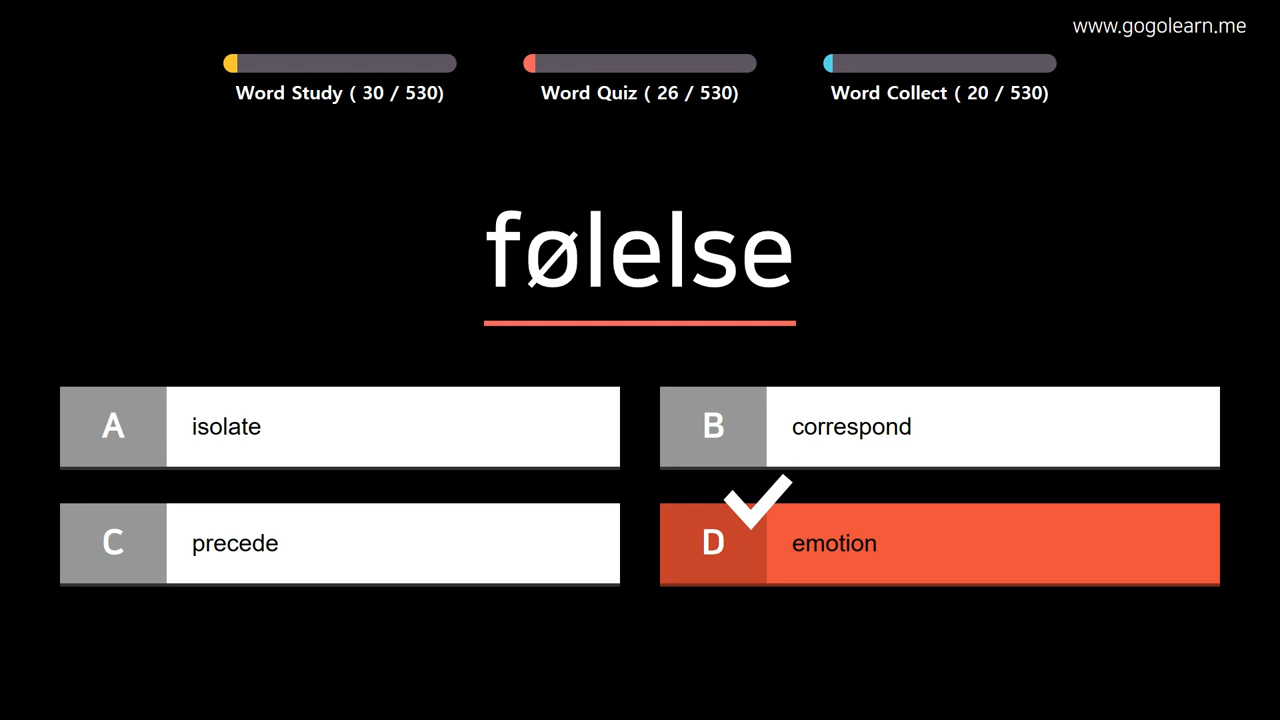 www.gogolearn.me
Word Study ( 30 / 530)
Word Quiz ( 26 / 530)
Word Collect ( 20 / 530)
følelse
A isolate
B correspond
C precede
D emotion